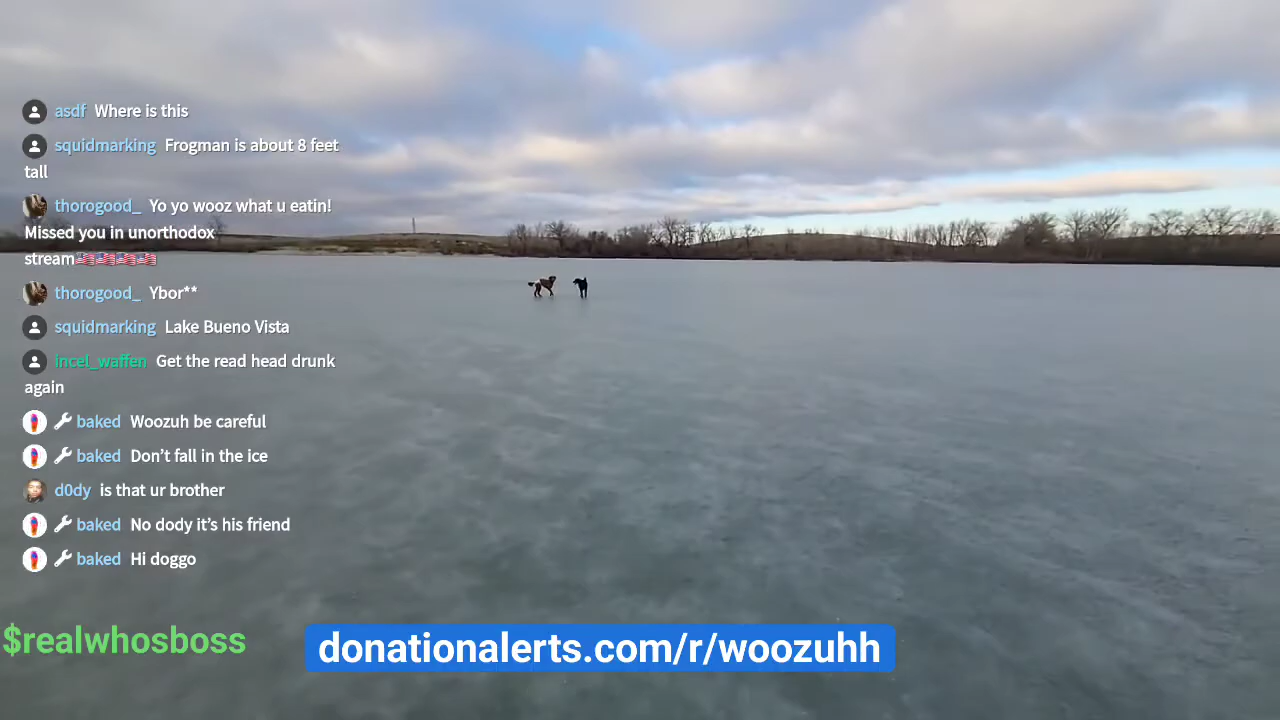 asdf Where is this
squidmarking Frogman is about 8 feet
tall
thorogood_ Yo yo wooz what u eatin!
Missed you in unorthodox
stream🇺🇸🇺🇸🇺🇸🇺🇸
thorogood_ Ybor**
squidmarking Lake Bueno Vista
incel_waffen Get the read head drunk
again
baked Woozuh be careful
baked Don’t fall in the ice
d0dy is that ur brother
baked No dody it’s his friend
baked Hi doggo
$realwhosboss
donationalerts.com/r/woozuhh